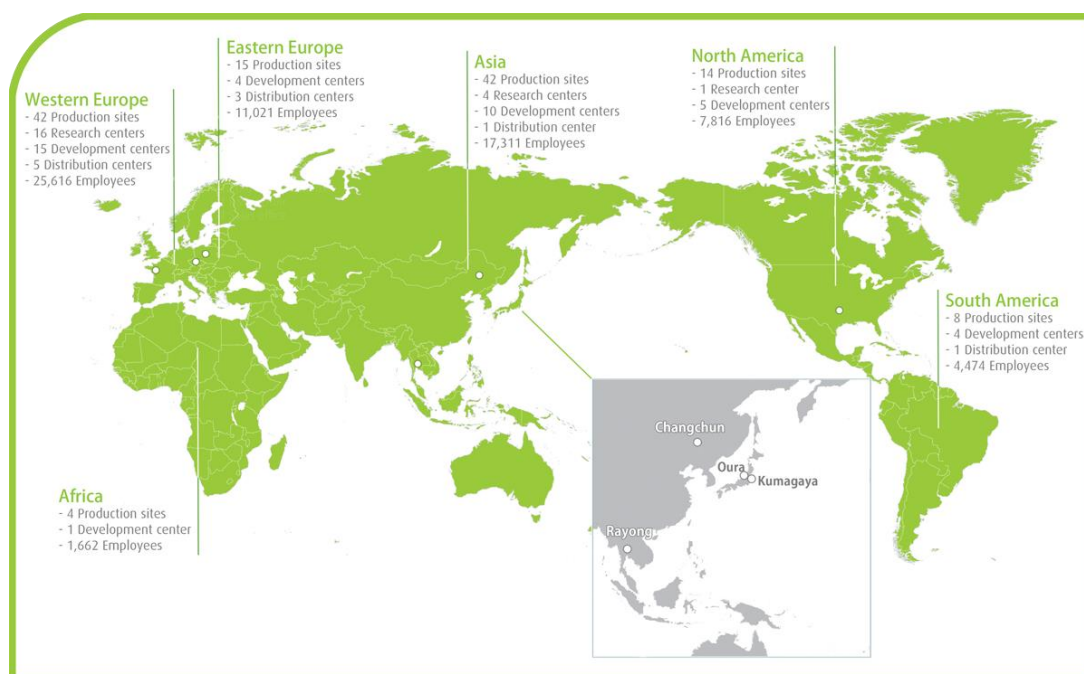 Eastern Europe
- 15 Production sites
- 4 Development centers
- 3 Distribution centers
- 11,021 Employees
Western Europe
- 42 Production sites
- 16 Research centers
- 15 Development centers
- 5 Distribution centers
- 25,616 Employees
Asia
- 42 Production sites
- 4 Research centers
- 10 Development centers
- 1 Distribution center
- 17,311 Employees
North America
- 14 Production sites
- 1 Research center
- 5 Development centers
- 7,816 Employees
South America
- 8 Production sites
- 4 Development centers
- 1 Distribution center
- 4,474 Employees
Africa
- 4 Production sites
- 1 Development center
- 1,662 Employees
Changchun
Oura
Kumagaya
Rayong